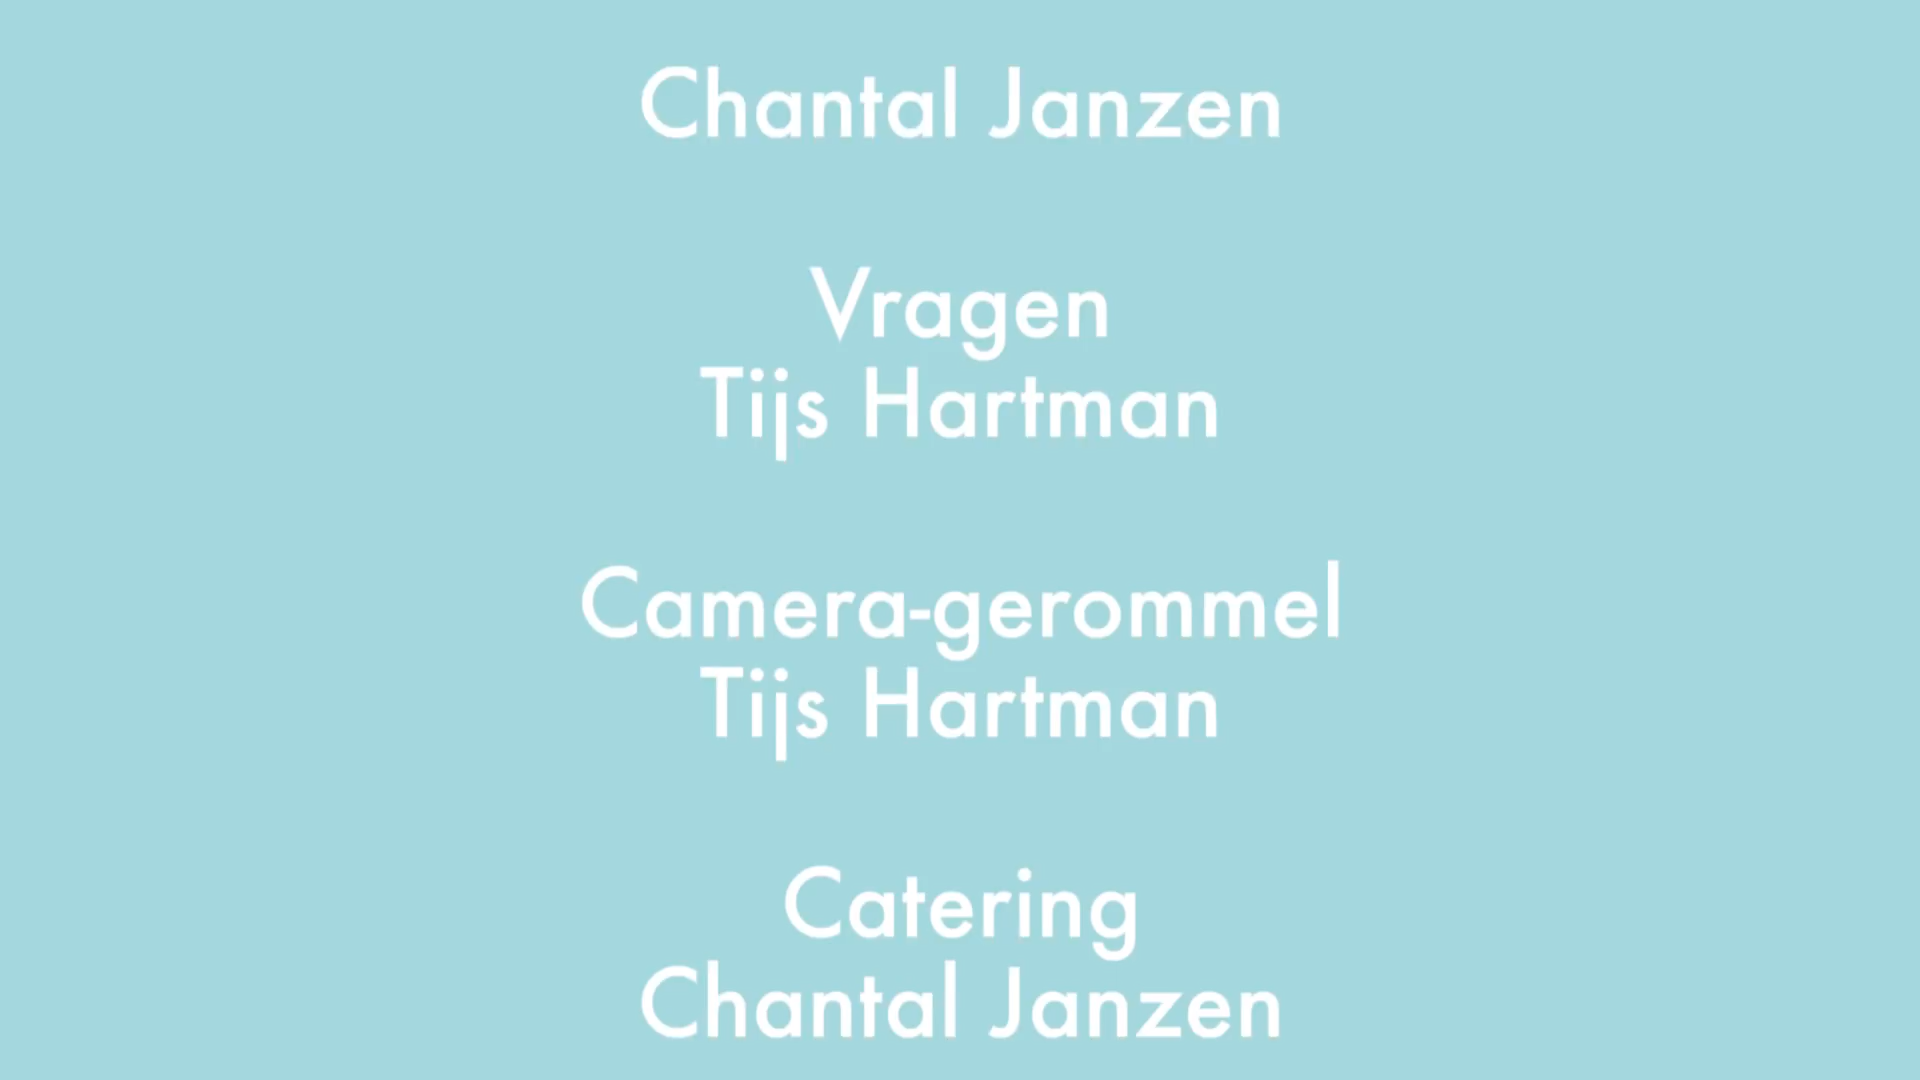 Chantal Janzen
Vragen
Tijs Hartman
Camera-gerommel
Tijs Hartman
Catering
Chantal Janzen